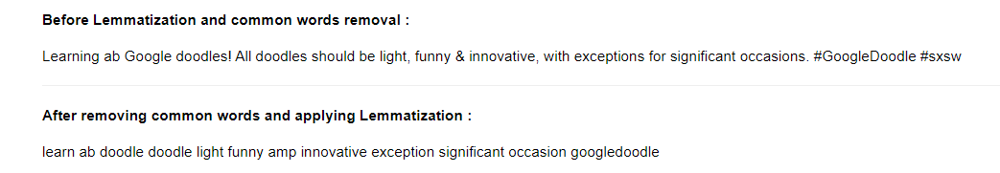 Before Lemmatization and common words removal :
Learning ab Google doodles! All doodles should be light, funny & innovative, with exceptions for significant occasions. #GoogleDoodle #sxsw
After removing common words and applying Lemmatization :
learn ab doodle doodle light funny amp innovative exception significant occasion googledoodle